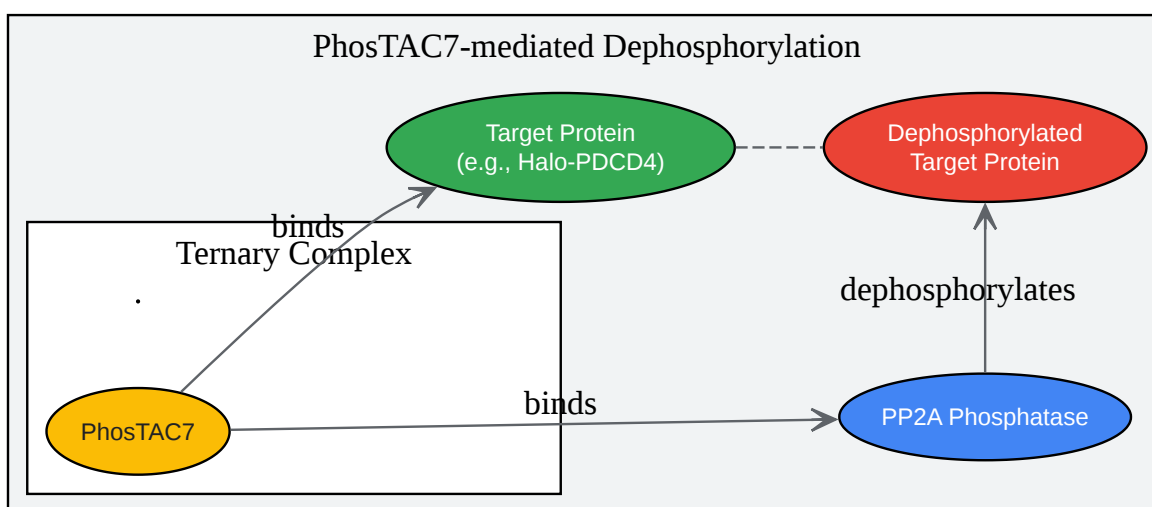 PhosTAC7-mediated Dephosphorylation
Target Protein
(e.g., Halo-PDCD4)
Dephosphorylated
Target Protein
binds
Ternary Complex
.
dephosphorylates
binds
PhosTAC7
PP2A Phosphatase